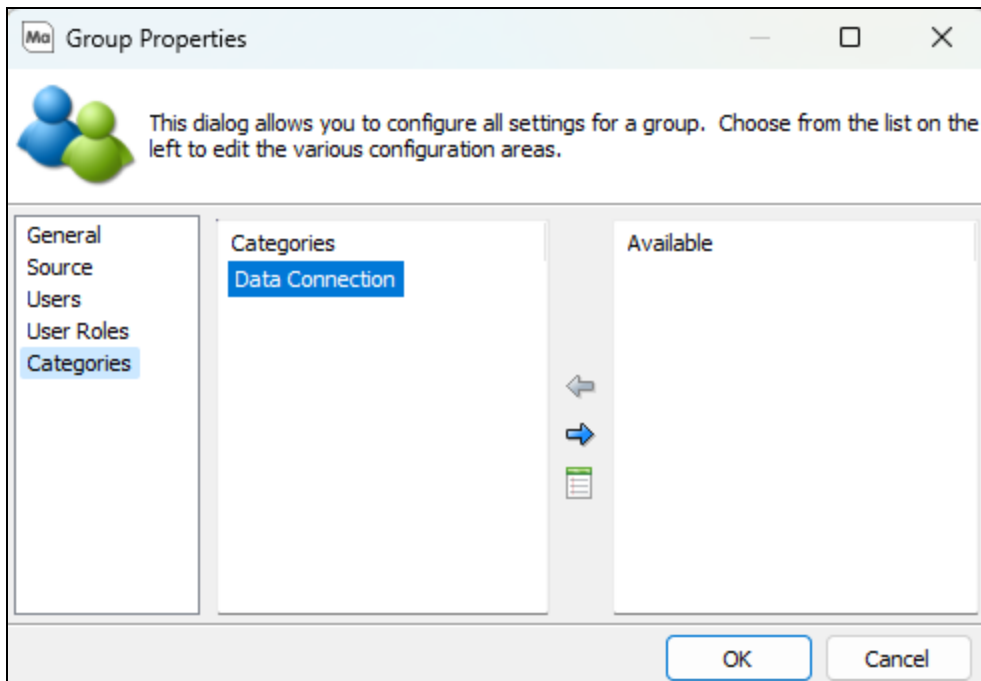 Ma Group Properties
This dialog allows you to configure all settings for a group. Choose from the list on the
left to edit the various configuration areas.
General
Source
Users
User Roles
Categories
Categories
Data Connection
Available
OK
Cancel